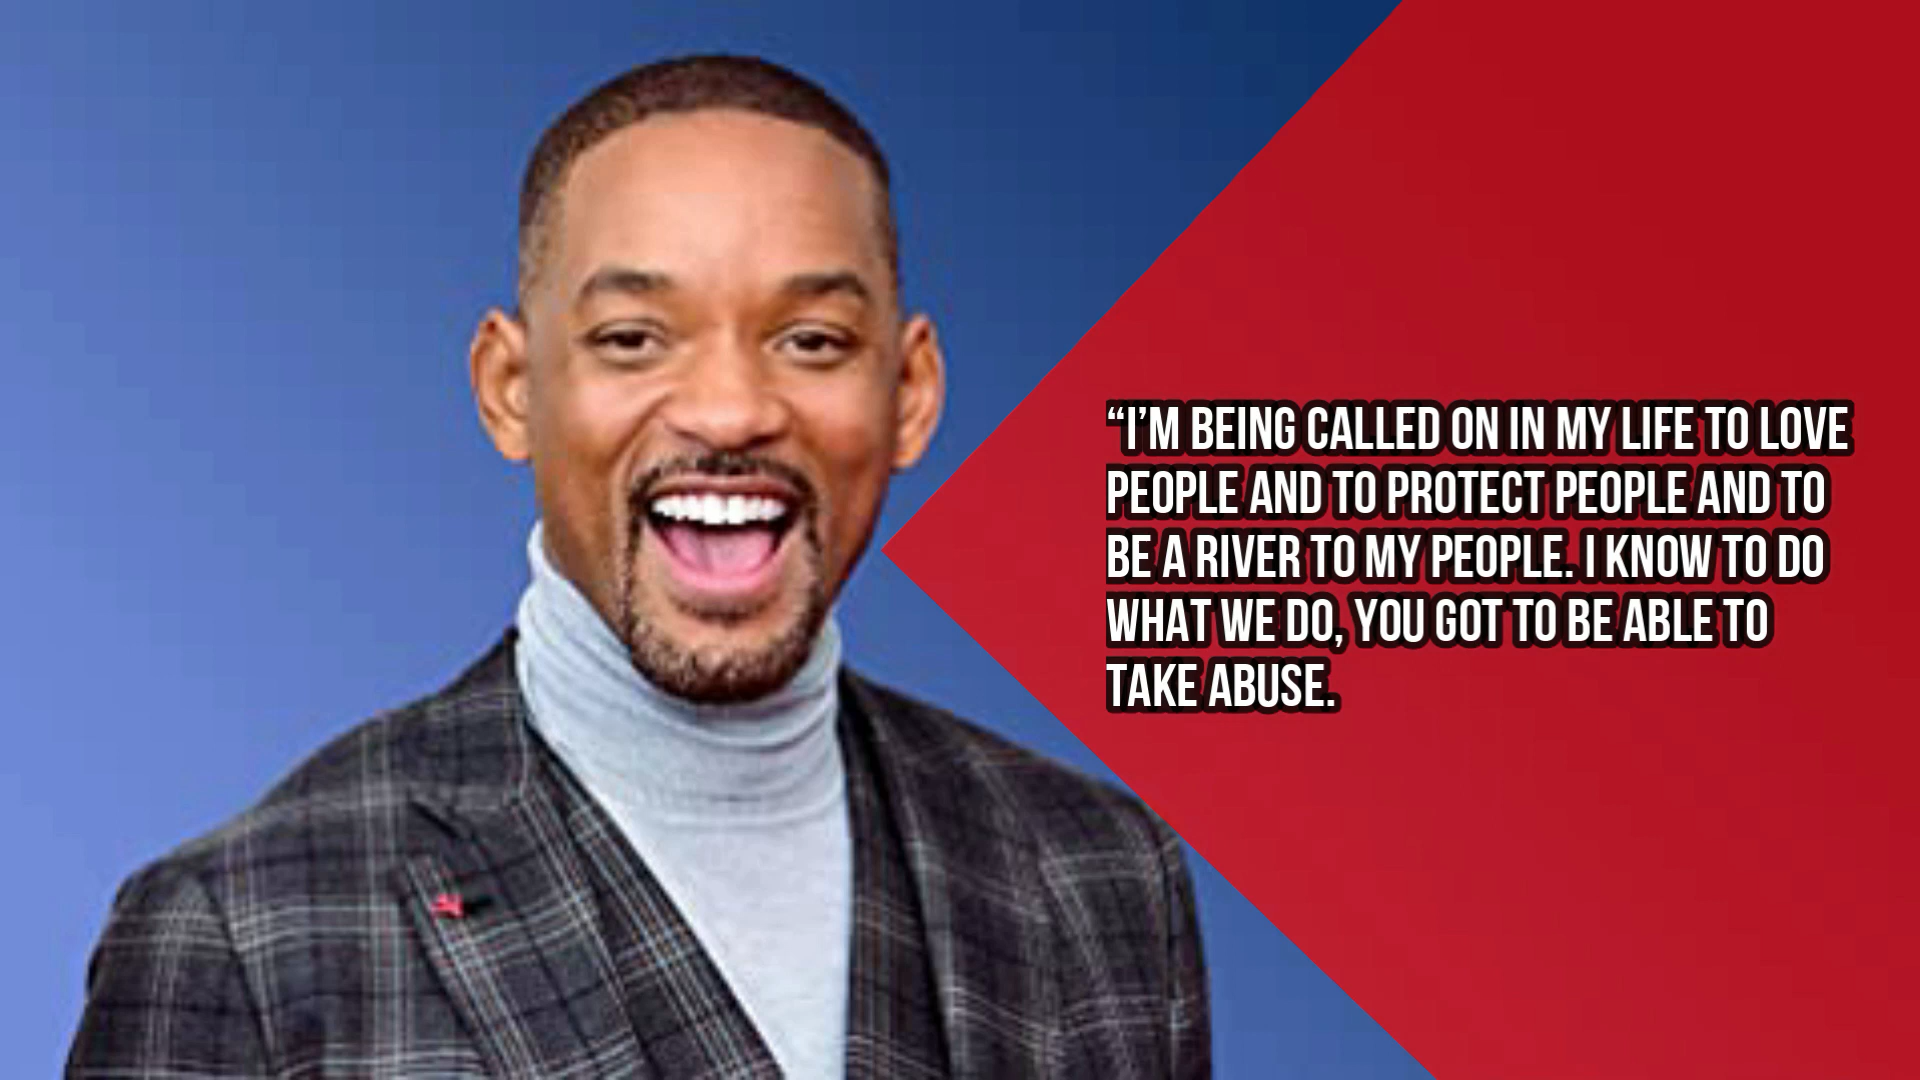 “I’M BEING CALLED ON IN MY LIFE TO LOVE
PEOPLE AND TO PROTECT PEOPLE AND TO
BE A RIVER TO MY PEOPLE. I KNOW TO DO
WHAT WE DO, YOU GOT TO BE ABLE TO
TAKE ABUSE.